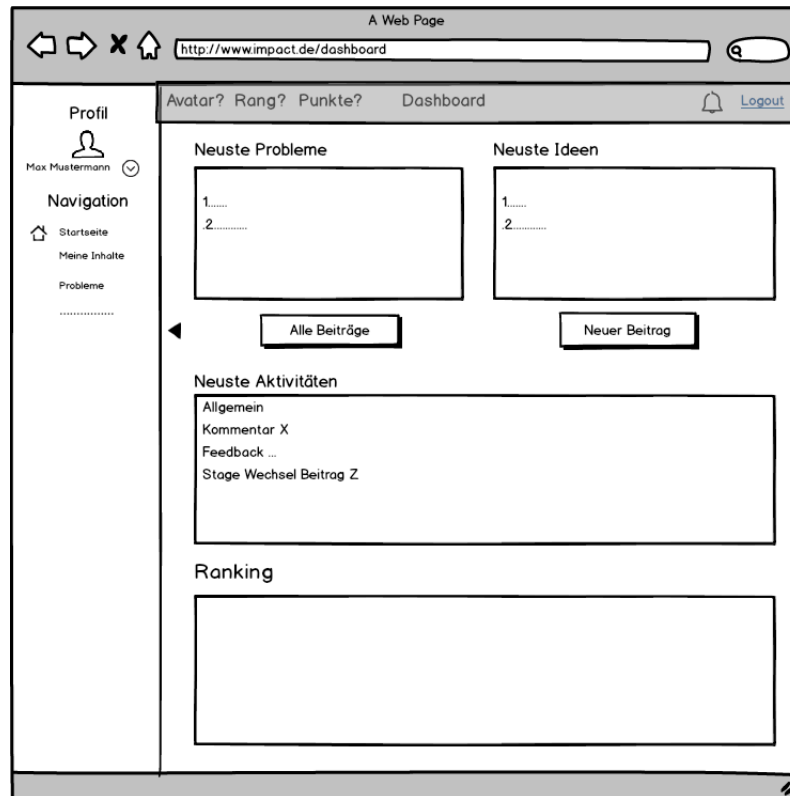 A Web Page
http://www.impact.de/dashboard
Profil
Max Mustermann
Navigation
Startseite
Meine Inhalte
Probleme
................
Avatar? Rang? Punkte? Dashboard Logout
Neuste Probleme
1.......
.2............
Neuste Ideen
1.......
.2............
Alle Beiträge
Neuer Beitrag
Neuste Aktivitäten
Allgemein
Kommentar X
Feedback ...
Stage Wechsel Beitrag Z
Ranking